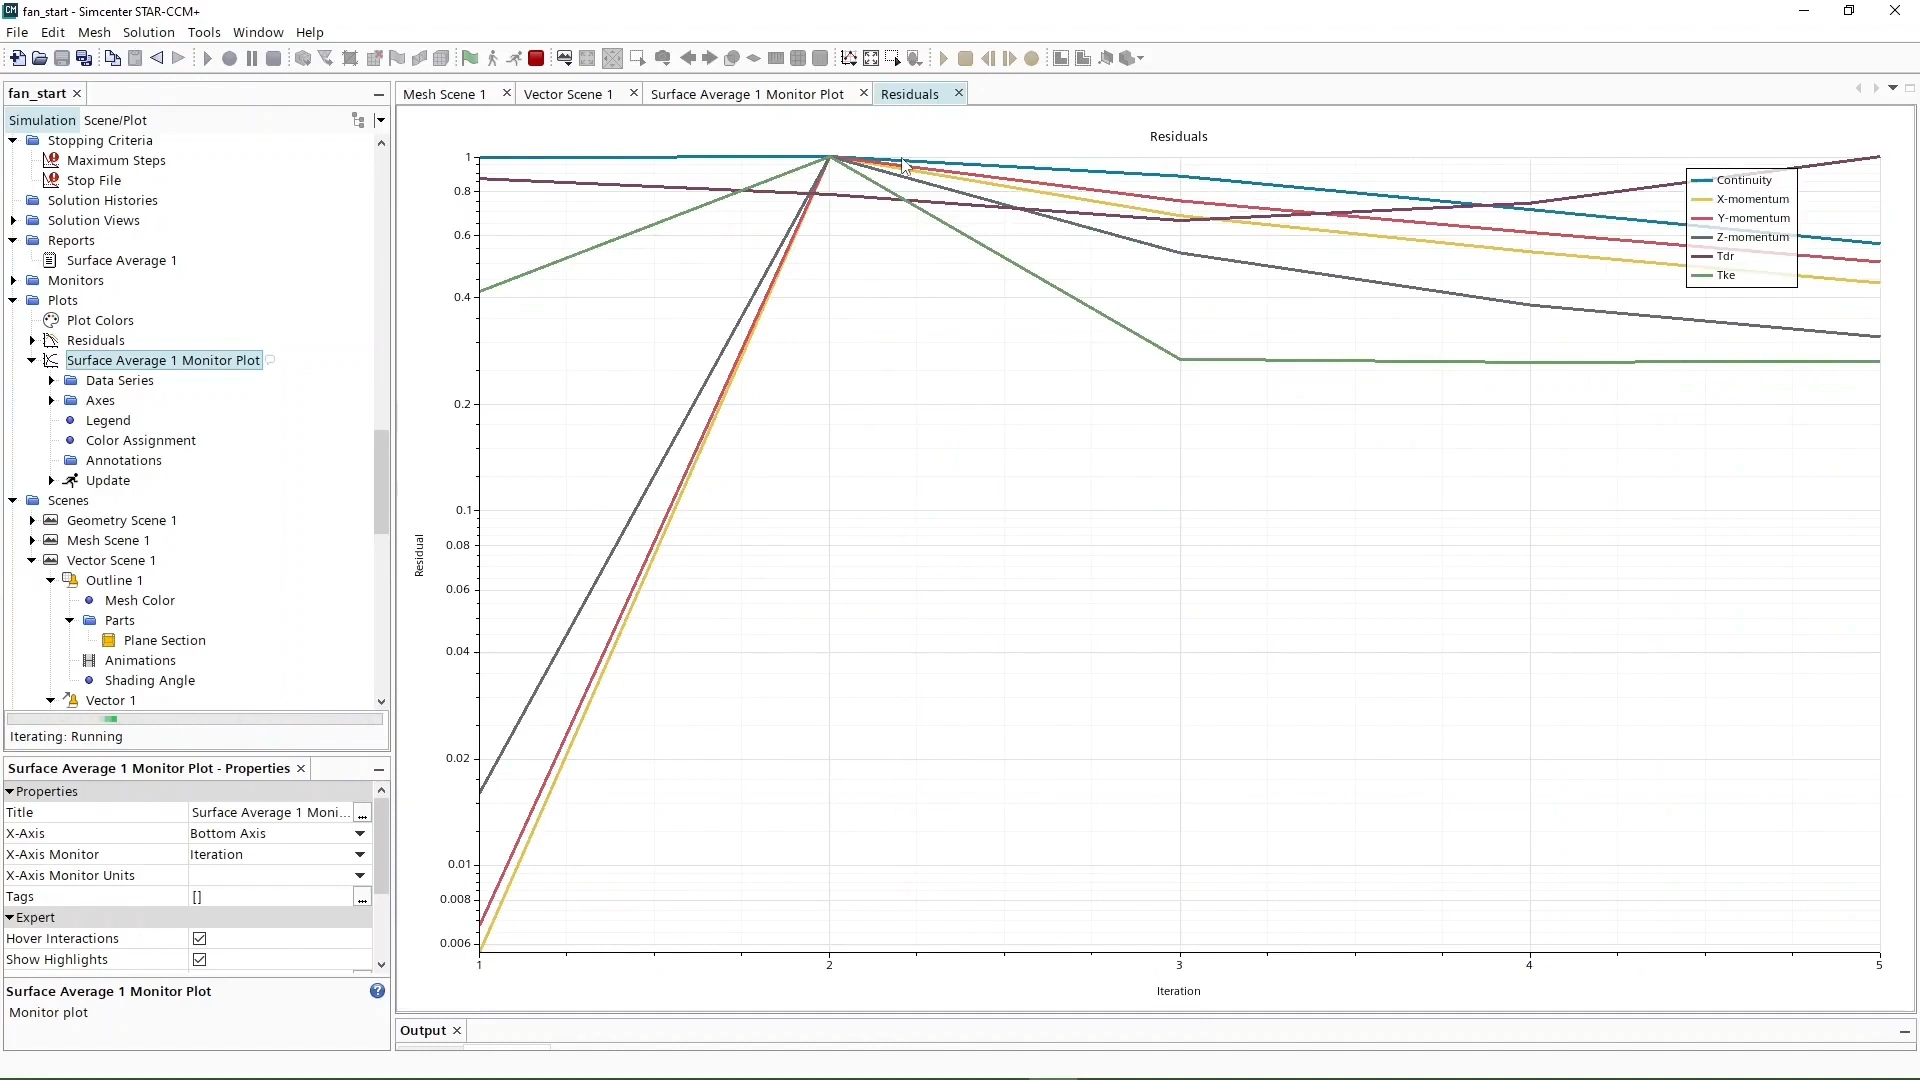 fan_start - Simcenter STAR-CCM+
File Edit Mesh Solution Tools Window Help
fan_start
Simulation Scene/Plot
Stopping Criteria
Maximum Steps
Stop File
Solution Histories
Solution Views
Reports
Surface Average 1
Monitors
Plots
Plot Colors
Residuals
Surface Average 1 Monitor Plot
Data Series
Axes
Legend
Color Assignment
Annotations
Update
Scenes
Geometry Scene 1
Mesh Scene 1
Vector Scene 1
Outline 1
Mesh Color
Parts
Plane Section
Animations
Shading Angle
Vector 1
Iterating: Running
Surface Average 1 Monitor Plot - Properties
Properties
Title Surface Average 1 Moni... ...
X-Axis Bottom Axis
X-Axis Monitor Iteration
X-Axis Monitor Units
Tags [] ...
Expert
Hover Interactions
Show Highlights
Surface Average 1 Monitor Plot
Monitor plot
Mesh Scene 1 Vector Scene 1 Surface Average 1 Monitor Plot Residuals
Residuals
1
0.8
0.6
0.4
0.2
0.1
0.08
0.06
0.04
0.02
0.01
0.008
0.006
Residual
Continuity
X-momentum
Y-momentum
Z-momentum
Tdr
Tke
1 2 3 4 5
Iteration
Output